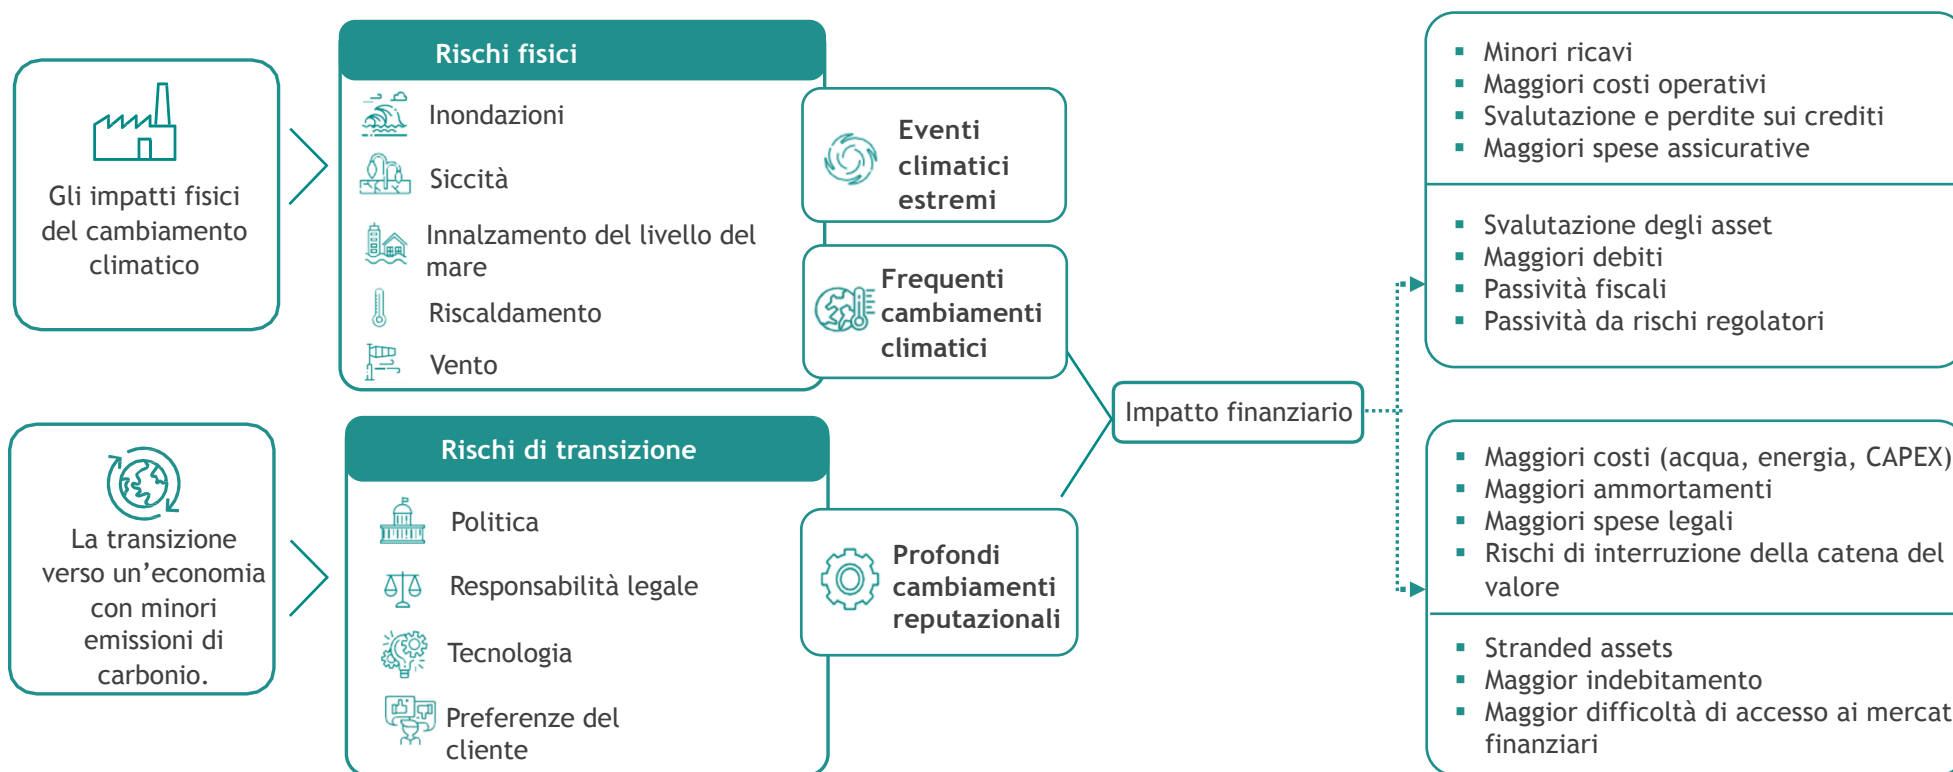 Gli impatti fisici
del cambiamento
climatico
Rischi fisici
Inondazioni
Siccità
Innalzamento del livello del
mare
Riscaldamento
Vento
Eventi
climatici
estremi
Frequenti
cambiamenti
climatici
La transizione
verso un’economia
con minori
emissioni di
carbonio.
Rischi di transizione
Politica
Responsabilità legale
Tecnologia
Preferenze del
cliente
Profondi
cambiamenti
reputazionali
Impatto finanziario
▪ Minori ricavi
▪ Maggiori costi operativi
▪ Svalutazione e perdite sui crediti
▪ Maggiori spese assicurative
▪ Svalutazione degli asset
▪ Maggiori debiti
▪ Passività fiscali
▪ Passività da rischi regolatori
▪ Maggiori costi (acqua, energia, CAPEX)
▪ Maggiori ammortamenti
▪ Maggiori spese legali
▪ Rischi di interruzione della catena del
valore
▪ Stranded assets
▪ Maggior indebitamento
▪ Maggior difficoltà di accesso ai mercat
finanziari